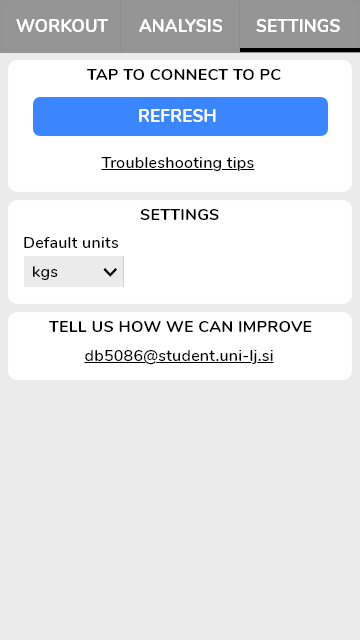 WORKOUT ANALYSIS SETTINGS
TAP TO CONNECT TO PC
REFRESH
Troubleshooting tips
SETTINGS
Default units
kgs
TELL US HOW WE CAN IMPROVE
db5086@student.uni-lj.si